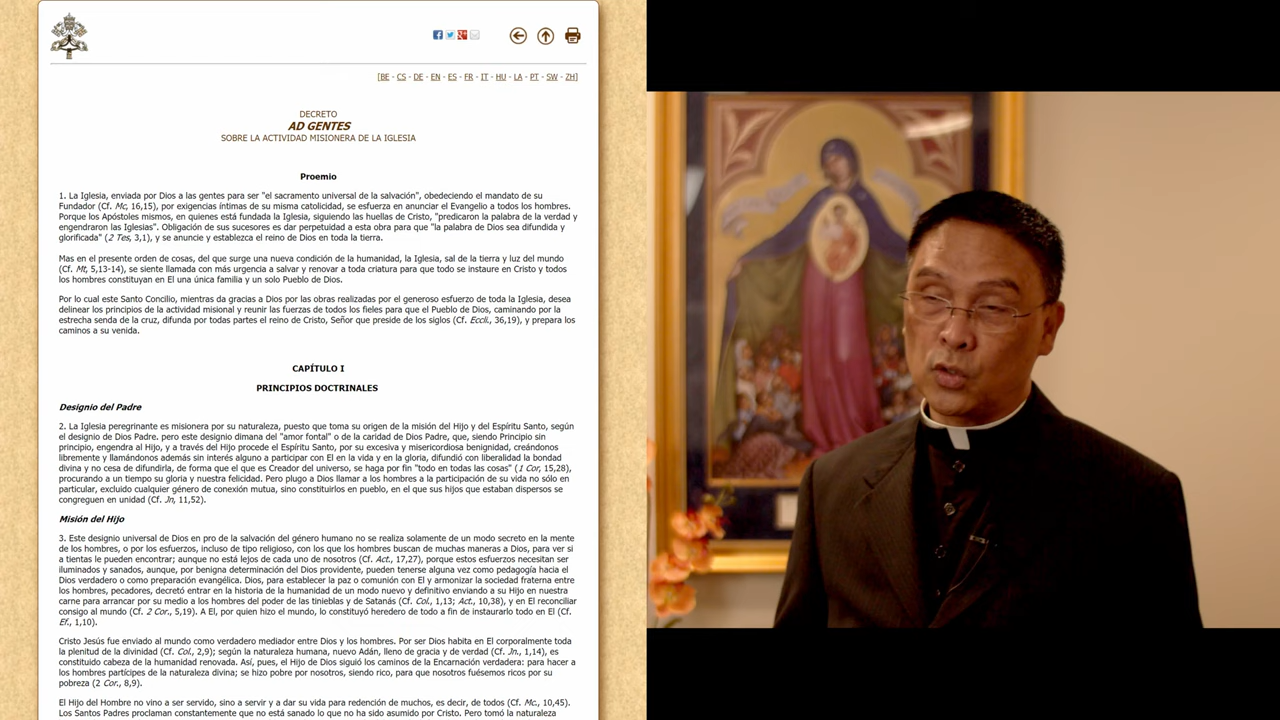 [BE - CS - DE - EN - ES - FR - IT - HU - LA - PT - SW - ZH]
DECRETO
AD GENTES
SOBRE LA ACTIVIDAD MISIONERA DE LA IGLESIA
Proemio
1. La Iglesia, enviada por Dios a las gentes para ser "el sacramento universal de la salvación", obedeciendo el mandato de su
Fundador (Cf. Mc, 16,15), por exigencias íntimas de su misma catolicidad, se esfuerza en anunciar el Evangelio a todos los hombres.
Porque los Apóstoles mismos, en quienes está fundada la Iglesia, siguiendo las huellas de Cristo, "predicaron la palabra de la verdad y
engendraron las Iglesias". Obligación de sus sucesores es dar perpetuidad a esta obra para que "la palabra de Dios sea difundida y
glorificada" (2 Tes, 3,1), y se anuncie y establezca el reino de Dios en toda la tierra.
Mas en el presente orden de cosas, del que surge una nueva condición de la humanidad, la Iglesia, sal de la tierra y luz del mundo
(Cf. Mt, 5,13-14), se siente llamada con más urgencia a salvar y renovar a toda criatura para que todo se instaure en Cristo y todos
los hombres constituyan en El una única familia y un solo Pueblo de Dios.
Por lo cual este Santo Concilio, mientras da gracias a Dios por las obras realizadas por el generoso esfuerzo de toda la Iglesia, desea
delinear los principios de la actividad misional y reunir las fuerzas de todos los fieles para que el Pueblo de Dios, caminando por la
estrecha senda de la cruz, difunda por todas partes el reino de Cristo, Señor que preside de los siglos (Cf. Eccli., 36,19), y prepara los
caminos a su venida.
CAPÍTULO I
PRINCIPIOS DOCTRINALES
Designio del Padre
2. La Iglesia peregrinante es misionera por su naturaleza, puesto que toma su origen de la misión del Hijo y del Espíritu Santo, según
el designio de Dios Padre. pero este designio dimana del "amor fontal" o de la caridad de Dios Padre, que, siendo Principio sin
principio, engendra al Hijo, y a través del Hijo procede el Espíritu Santo, por su excesiva y misericordiosa benignidad, creándonos
libremente y llamándonos además sin interés alguno a participar con El en la vida y en la gloria, difundió con liberalidad la bondad
divina y no cesa de difundirla, de forma que el que es Creador del universo, se haga por fin "todo en todas las cosas" (1 Cor, 15,28),
procurando a un tiempo su gloria y nuestra felicidad. Pero plugo a Dios llamar a los hombres a la participación de su vida no sólo en
particular, excluido cualquier género de conexión mutua, sino constituirlos en pueblo, en el que sus hijos que estaban dispersos se
congreguen en unidad (Cf. Jn, 11,52).
Misión del Hijo
3. Este designio universal de Dios en pro de la salvación del género humano no se realiza solamente de un modo secreto en la mente
de los hombres, o por los esfuerzos, incluso de tipo religioso, con los que los hombres buscan de muchas maneras a Dios, para ver si
a tientas le pueden encontrar; aunque no está lejos de cada uno de nosotros (Cf. Act., 17,27), porque estos esfuerzos necesitan ser
iluminados y sanados, aunque, por benigna determinación del Dios providente, pueden tenerse alguna vez como pedagogía hacia el
Dios verdadero o como preparación evangélica. Dios, para establecer la paz o comunión con El y armonizar la sociedad fraterna entre
los hombres, pecadores, decretó entrar en la historia de la humanidad de un modo nuevo y definitivo enviando a su Hijo en nuestra
carne para arrancar por su medio a los hombres del poder de las tinieblas y de Satanás (Cf. Col., 1,13; Act., 10,38), y en El reconciliar
consigo al mundo (Cf. 2 Cor., 5,19). A El, por quien hizo el mundo, lo constituyó heredero de todo a fin de instaurarlo todo en El (Cf.
Ef., 1,10).
Cristo Jesús fue enviado al mundo como verdadero mediador entre Dios y los hombres. Por ser Dios habita en El corporalmente toda
la plenitud de la divinidad (Cf. Col., 2,9); según la naturaleza humana, nuevo Adán, lleno de gracia y de verdad (Cf. Jn., 1,14), es
constituido cabeza de la humanidad renovada. Así, pues, el Hijo de Dios siguió los caminos de la Encarnación verdadera: para hacer a
los hombres partícipes de la naturaleza divina; se hizo pobre por nosotros, siendo rico, para que nosotros fuésemos ricos por su
pobreza (2 Cor., 8,9).
El Hijo del Hombre no vino a ser servido, sino a servir y a dar su vida para redención de muchos, es decir, de todos (Cf. Mc., 10,45).
Los Santos Padres proclaman constantemente que no está sanado lo que no ha sido asumido por Cristo. Pero tomó la naturaleza